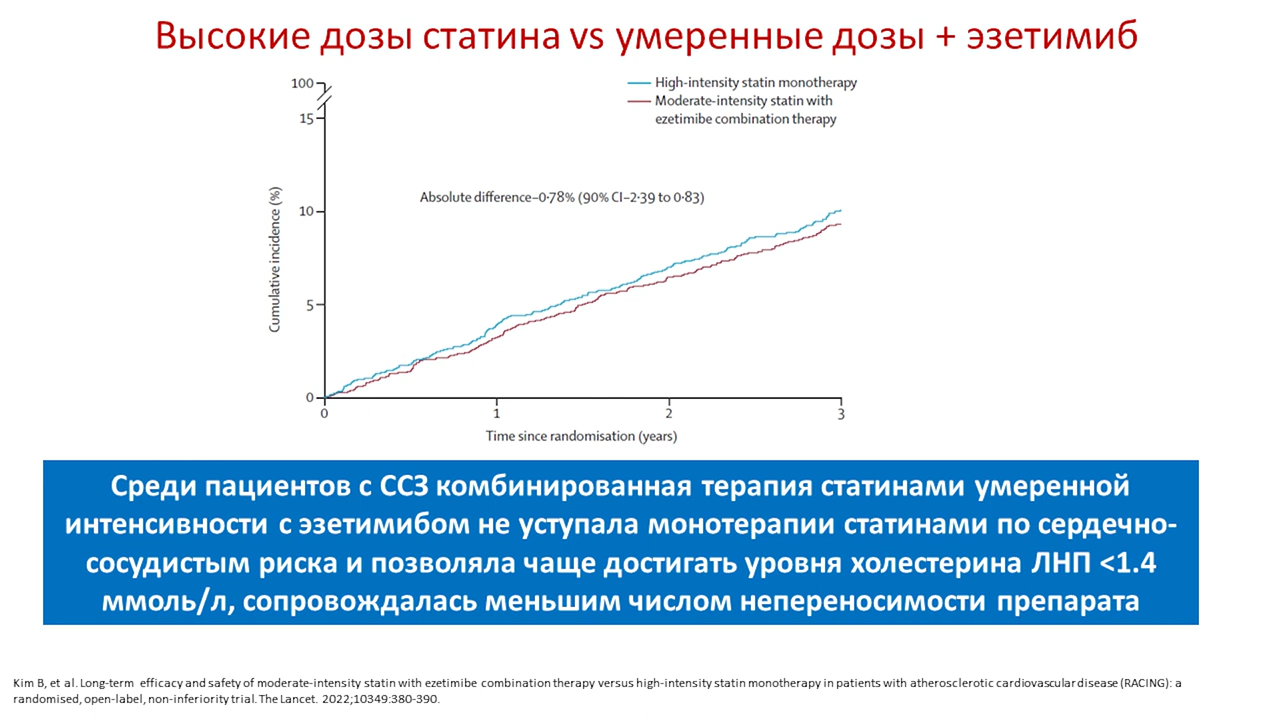 Высокие дозы статина vs умеренные дозы + эзетимиб
High-intensity statin monotherapy
Moderate-intensity statin with
ezetimibe combination therapy
100
15
10
5
0
Cumulative incidence (%)
Absolute difference–0·78% (90% CI–2·39 to 0·83)
0
1
2
3
Time since randomisation (years)
Среди пациентов с ССЗ комбинированная терапия статинами умеренной
интенсивности с эзетимибом не уступала монотерапии статинами по сердечно-
сосудистым риска и позволяла чаще достигать уровня холестерина ЛНП <1.4
ммоль/л, сопровождалась меньшим числом непереносимости препарата
Kim B, et al. Long-term efficacy and safety of moderate-intensity statin with ezetimibe combination therapy versus high-intensity statin monotherapy in patients with atherosclerotic cardiovascular disease (RACING): a
randomised, open-label, non-inferiority trial. The Lancet. 2022;10349:380-390.